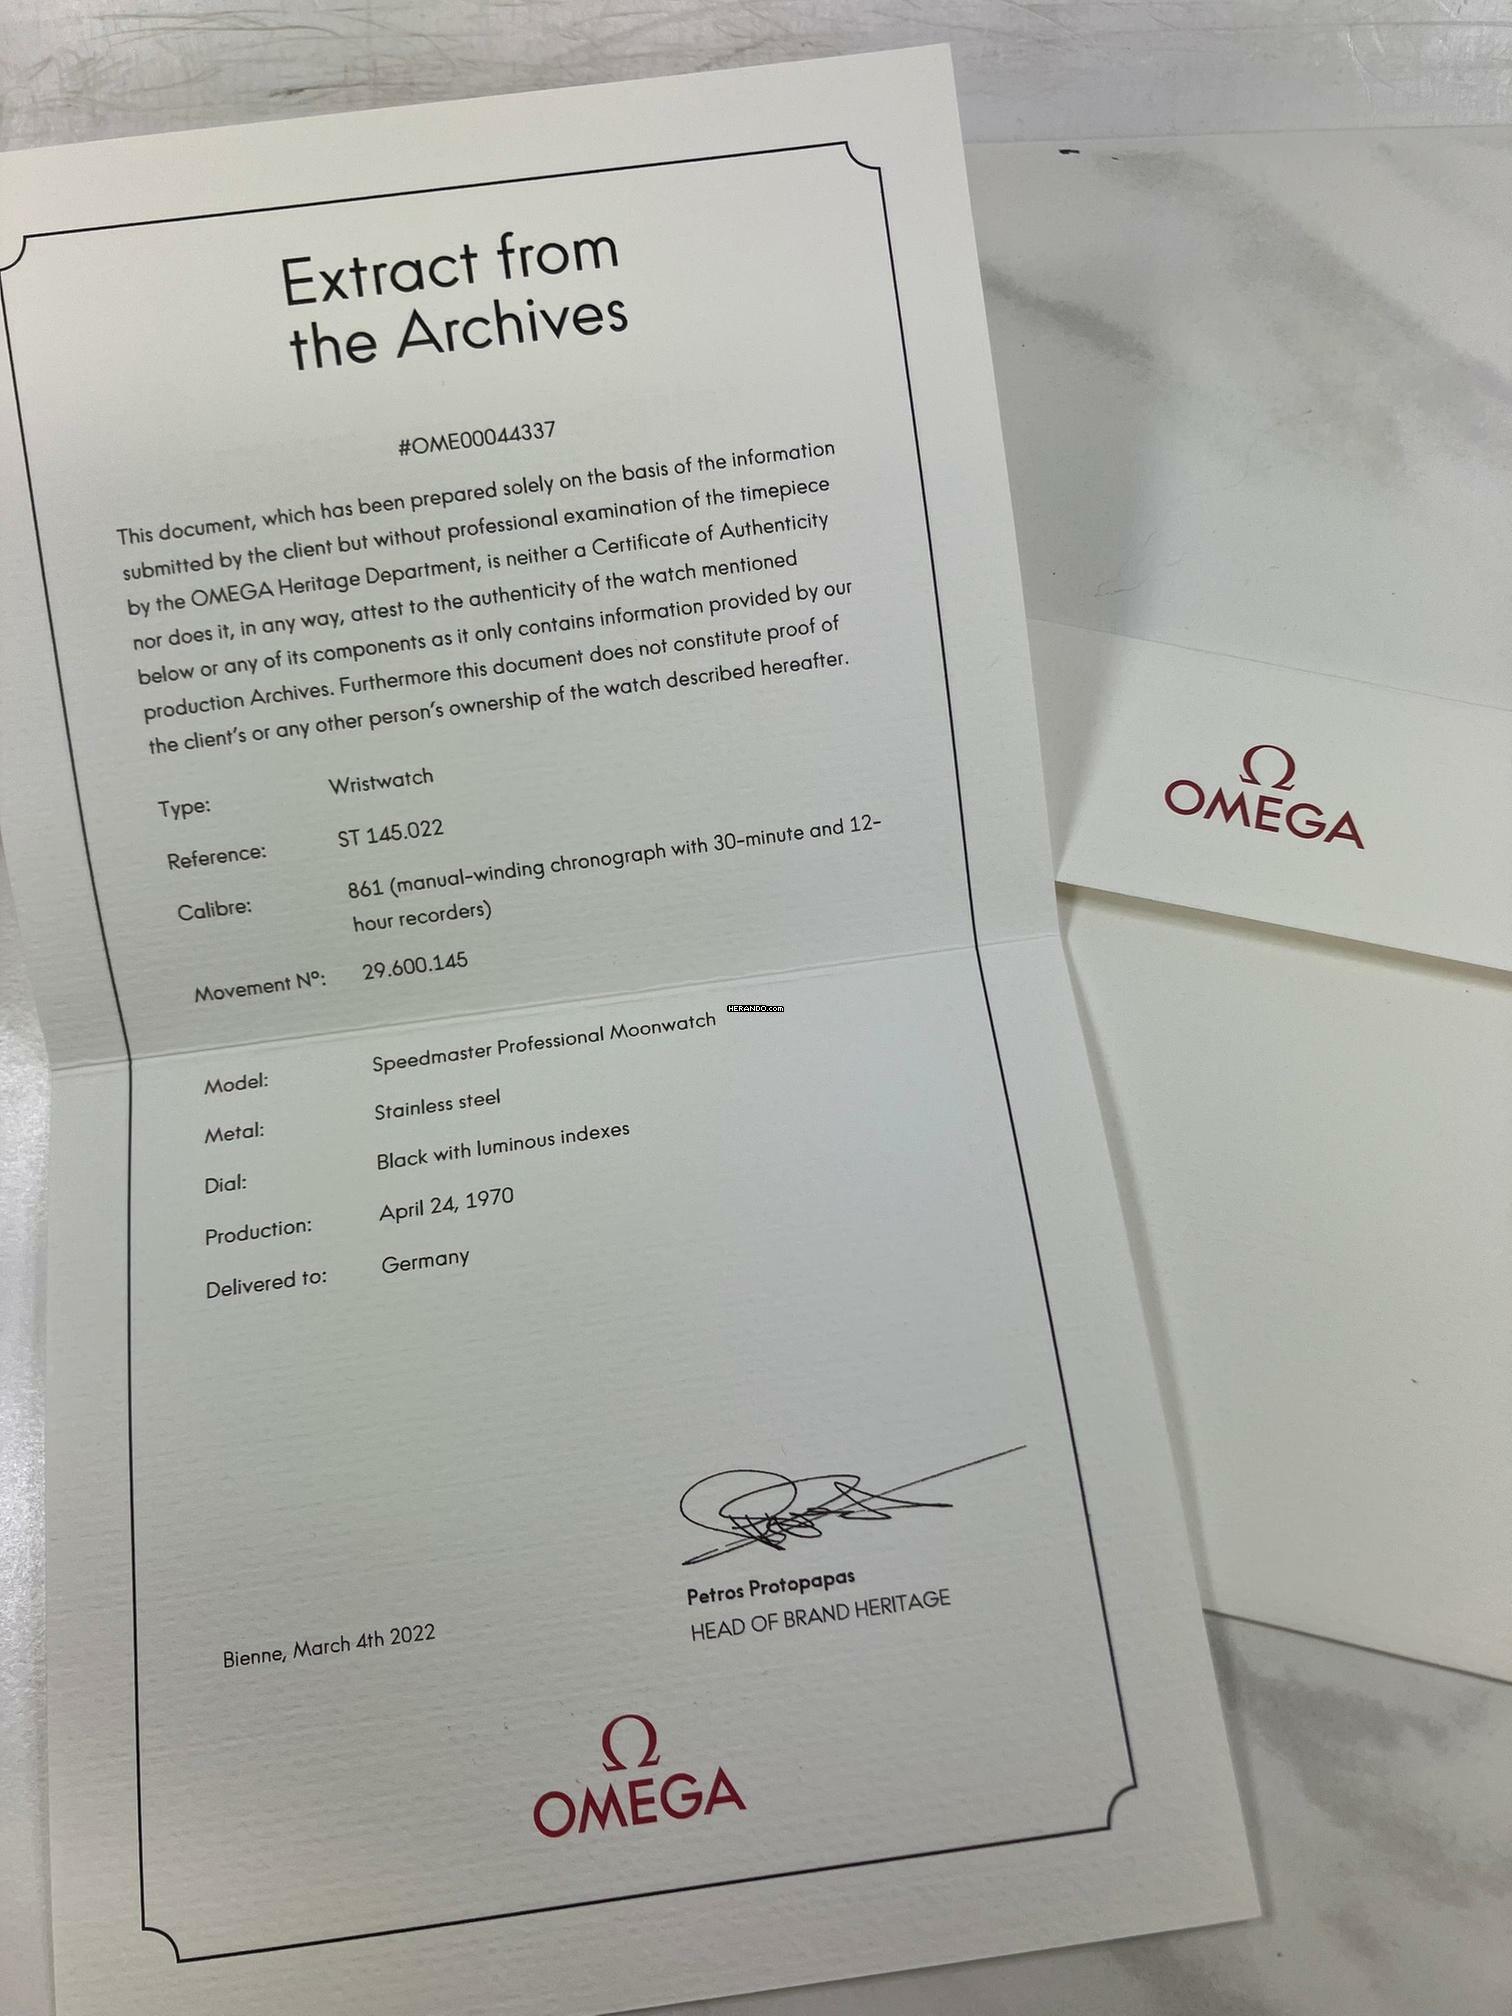 Extract from
the Archives
#OME00044337
This document, which has been prepared solely on the basis of the information
submitted by the client but without professional examination of the timepiece
by the OMEGA Heritage Department, is neither a Certificate of Authenticity
nor does it, in any way, attest to the authenticity of the watch mentioned
below or any of its components as it only contains information provided by our
production Archives. Furthermore this document does not constitute proof of
the client's or any other person's ownership of the watch described hereafter.
Type: Wristwatch
Reference: ST 145.022
Calibre: 861 (manual-winding chronograph with 30-minute and 12-
hour recorders)
Movement Nº: 29.600.145
HERANDO.com
Model: Speedmaster Professional Moonwatch
Metal: Stainless steel
Dial: Black with luminous indexes
Production: April 24, 1970
Delivered to: Germany
Petros Protopapas
HEAD OF BRAND HERITAGE
Bienne, March 4th 2022
Ω
OMEGA
Ω
OMEGA